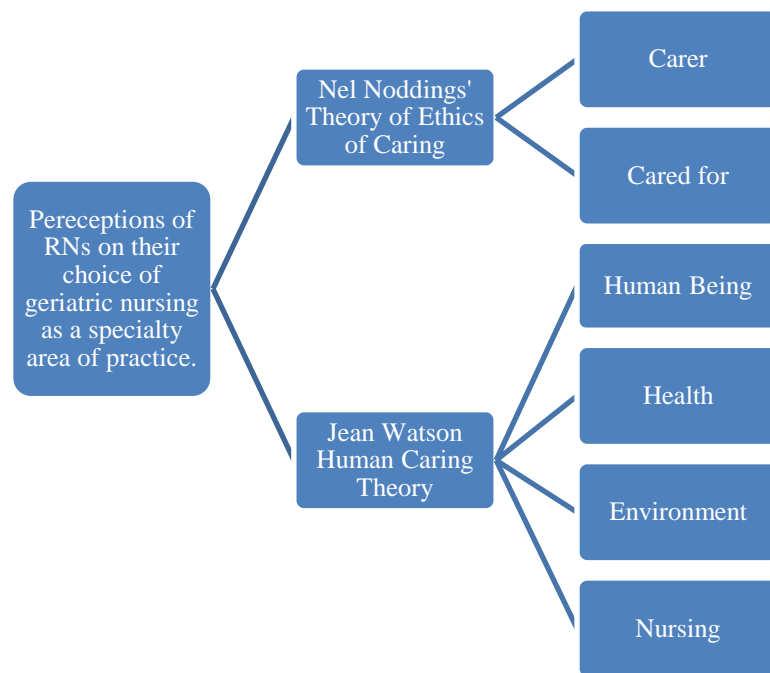 Pereceptions of
RNs on their
choice of
geriatric nursing
as a specialty
area of practice.
Nel Noddings'
Theory of Ethics
of Caring
Jean Watson
Human Caring
Theory
Carer
Cared for
Human Being
Health
Environment
Nursing